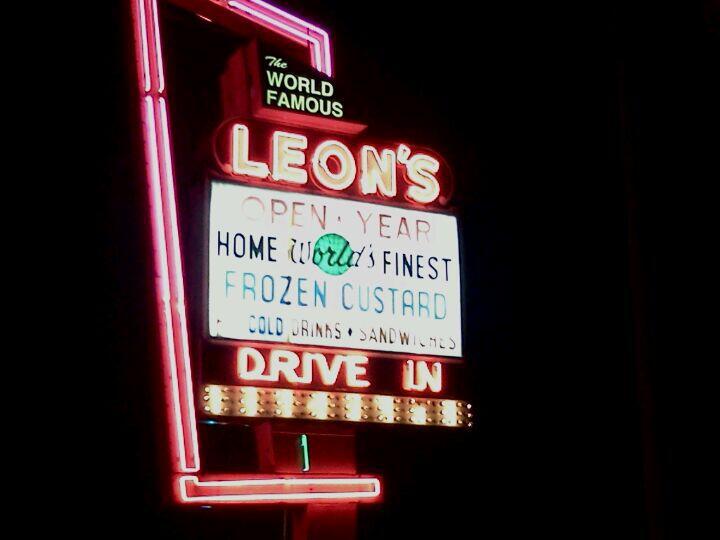 The
WORLD
FAMOUS
LEON'S
OPEN · YEAR
HOME World's FINEST
FROZEN CUSTARD
COLD DRINKS ♦ SANDWICHES
DRIVE IN